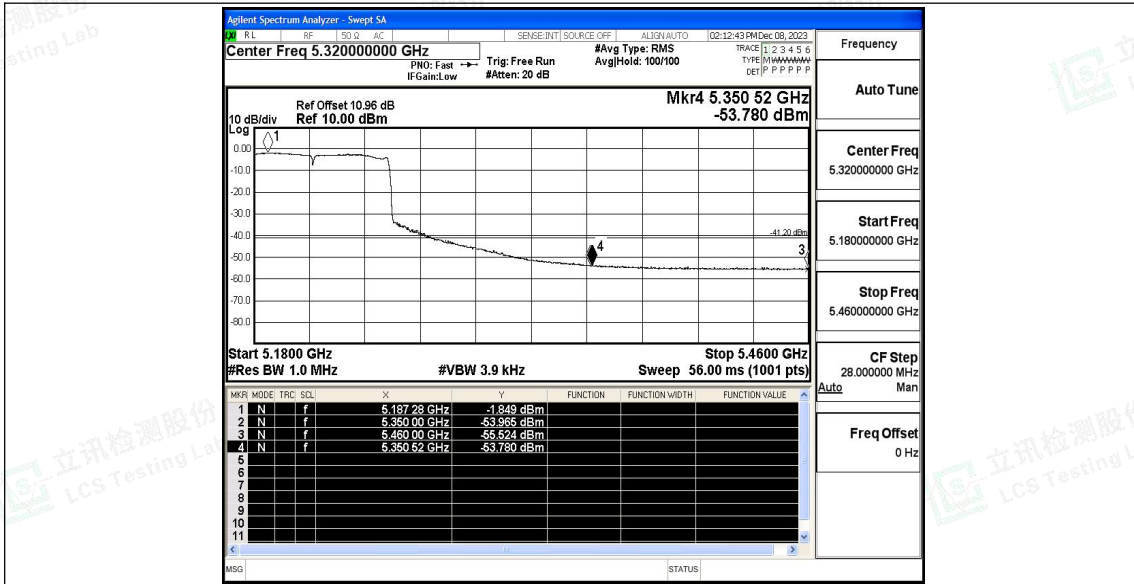 Agilent Spectrum Analyzer - Swept SA
LXI RL RF 50 Ω AC SENSE:INT SOURCE OFF ALIGN AUTO 02:12:43 PM Dec 08, 2023
Center Freq 5.320000000 GHz
PNO: Fast
IFGain:Low
Trig: Free Run
#Atten: 20 dB
#Avg Type: RMS
Avg|Hold: 100/100
TRACE 1 2 3 4 5 6
TYPE M W W W W W
DET P P P P P P
Ref Offset 10.96 dB
10 dB/div Ref 10.00 dBm
Log
Mkr4 5.350 52 GHz
-53.780 dBm
0.00
-10.0
-20.0
-30.0
-40.0
-50.0
-60.0
-70.0
-80.0
1
-41.20 dBm
4
3
Start 5.1800 GHz Stop 5.4600 GHz
#Res BW 1.0 MHz #VBW 3.9 kHz Sweep 56.00 ms (1001 pts)
MKR MODE TRC SCL X Y FUNCTION FUNCTION WIDTH FUNCTION VALUE
1 N f 5.187 28 GHz -1.849 dBm
2 N f 5.350 00 GHz -53.965 dBm
3 N f 5.460 00 GHz -55.524 dBm
4 N f 5.350 52 GHz -53.780 dBm
5
6
7
8
9
10
11
MSG STATUS
Frequency
Auto Tune
Center Freq
5.320000000 GHz
Start Freq
5.180000000 GHz
Stop Freq
5.460000000 GHz
CF Step
28.000000 MHz
Auto Man
Freq Offset
0 Hz
立讯检测股份
LCS Testing Lab
立讯检测股份
LCS Testing L